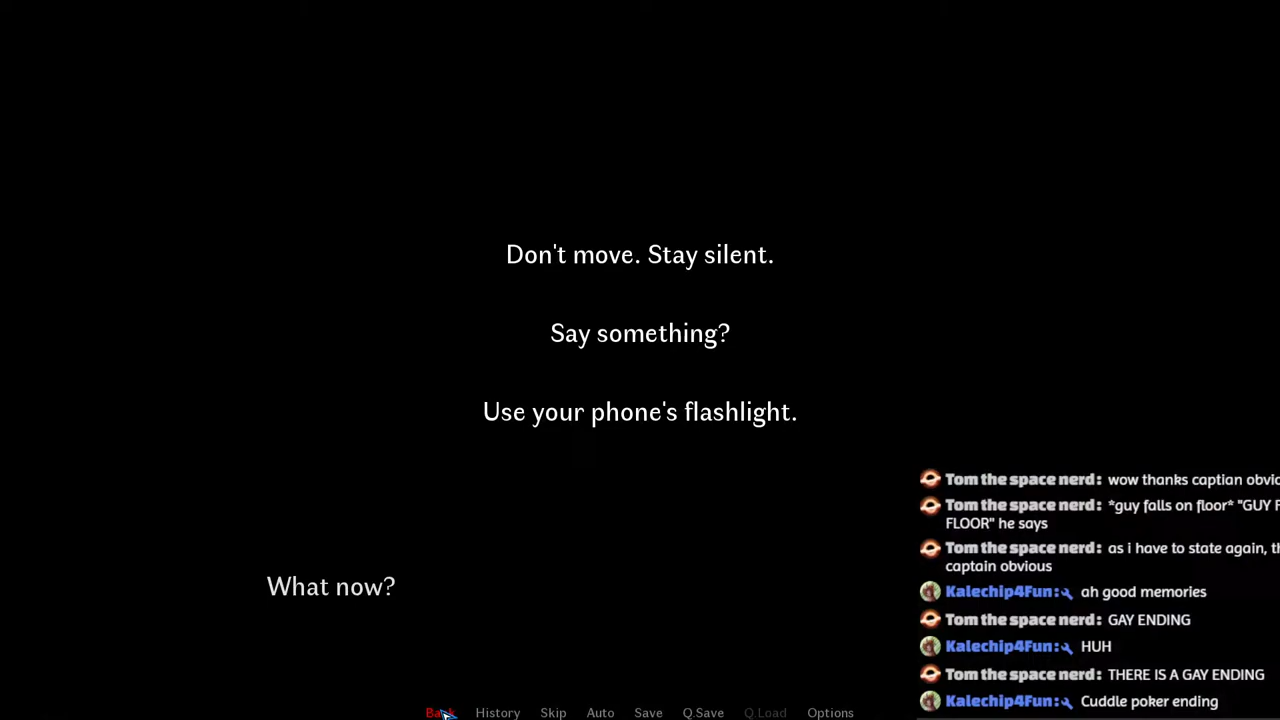 Don't move. Stay silent.
Say something?
Use your phone's flashlight.
What now?
Tom the space nerd: wow thanks captian
Tom the space nerd: *guy falls on floor* "GUY
FLOOR" he says
Tom the space nerd: as i have to state again,
captain obvious
Kalechip4Fun: ah good memories
Tom the space nerd: GAY ENDING
Kalechip4Fun: HUH
Tom the space nerd: THERE IS A GAY ENDING
Kalechip4Fun: Cuddle poker ending
Back History Skip Auto Save Q.Save Q.Load Options